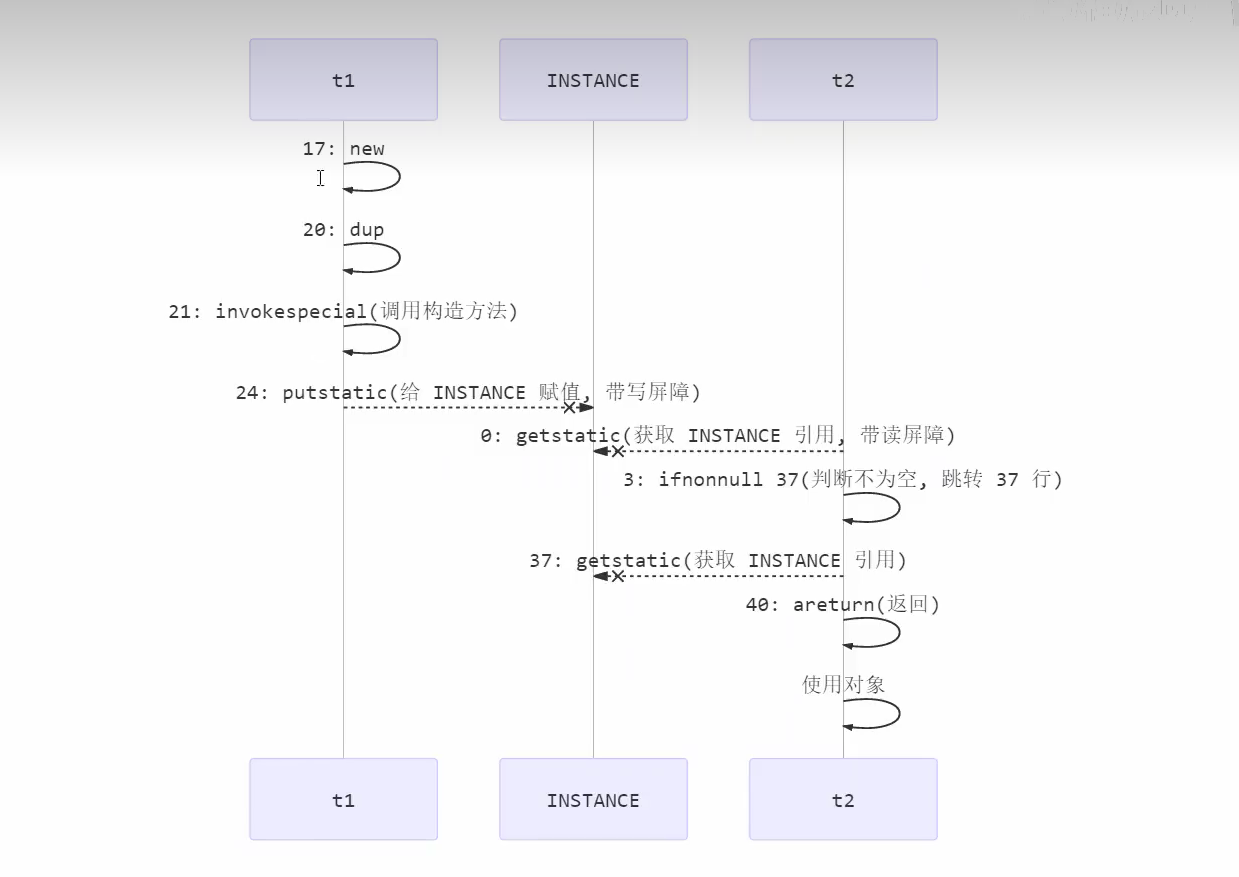 t1 INSTANCE t2
17: new
20: dup
21: invokespecial(调用构造方法)
24: putstatic(给 INSTANCE 赋值, 带写屏障)
0: getstatic(获取 INSTANCE 引用, 带读屏障)
3: ifnonnull 37(判断不为空, 跳转 37 行)
37: getstatic(获取 INSTANCE 引用)
40: areturn(返回)
使用对象
t1 INSTANCE t2